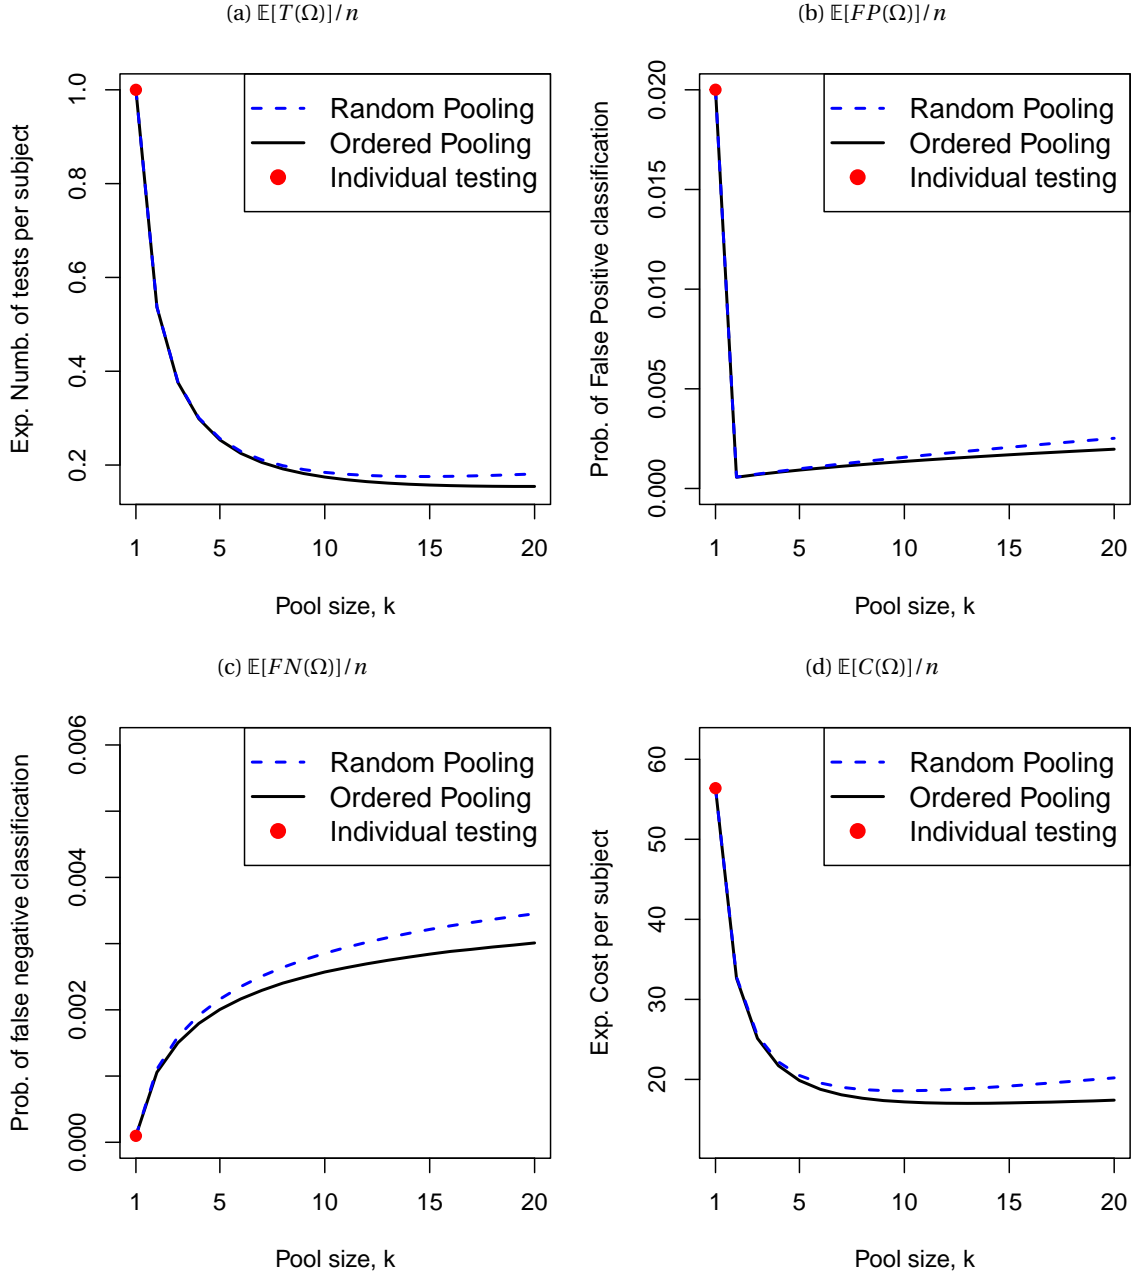 (a) 𝔼[T(Ω)]/n
Exp. Numb. of tests per subject
1.0
0.8
0.6
0.4
0.2
Random Pooling
Ordered Pooling
Individual testing
1 5 10 15 20
Pool size, k
(b) 𝔼[FP(Ω)]/n
Prob. of False Positive classification
0.020
0.015
0.010
0.005
0.000
Random Pooling
Ordered Pooling
Individual testing
1 5 10 15 20
Pool size, k
(c) 𝔼[FN(Ω)]/n
Prob. of false negative classification
0.006
0.004
0.002
0.000
Random Pooling
Ordered Pooling
Individual testing
1 5 10 15 20
Pool size, k
(d) 𝔼[C(Ω)]/n
Exp. Cost per subject
60
50
40
30
20
Random Pooling
Ordered Pooling
Individual testing
1 5 10 15 20
Pool size, k